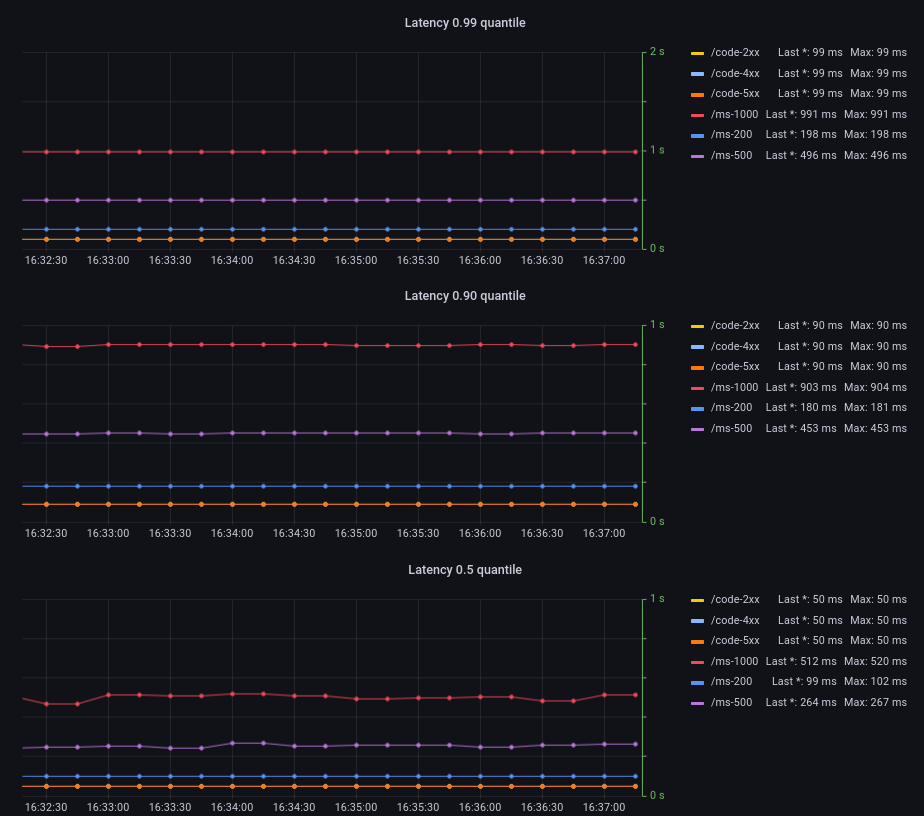 Latency 0.99 quantile
2 s
1 s
0 s
16:32:30 16:33:00 16:33:30 16:34:00 16:34:30 16:35:00 16:35:30 16:36:00 16:36:30 16:37:00
/code-2xx Last *: 99 ms Max: 99 ms
/code-4xx Last *: 99 ms Max: 99 ms
/code-5xx Last *: 99 ms Max: 99 ms
/ms-1000 Last *: 991 ms Max: 991 ms
/ms-200 Last *: 198 ms Max: 198 ms
/ms-500 Last *: 496 ms Max: 496 ms
Latency 0.90 quantile
1 s
0 s
16:32:30 16:33:00 16:33:30 16:34:00 16:34:30 16:35:00 16:35:30 16:36:00 16:36:30 16:37:00
/code-2xx Last *: 90 ms Max: 90 ms
/code-4xx Last *: 90 ms Max: 90 ms
/code-5xx Last *: 90 ms Max: 90 ms
/ms-1000 Last *: 903 ms Max: 904 ms
/ms-200 Last *: 180 ms Max: 181 ms
/ms-500 Last *: 453 ms Max: 453 ms
Latency 0.5 quantile
1 s
0 s
16:32:30 16:33:00 16:33:30 16:34:00 16:34:30 16:35:00 16:35:30 16:36:00 16:36:30 16:37:00
/code-2xx Last *: 50 ms Max: 50 ms
/code-4xx Last *: 50 ms Max: 50 ms
/code-5xx Last *: 50 ms Max: 50 ms
/ms-1000 Last *: 512 ms Max: 520 ms
/ms-200 Last *: 99 ms Max: 102 ms
/ms-500 Last *: 264 ms Max: 267 ms